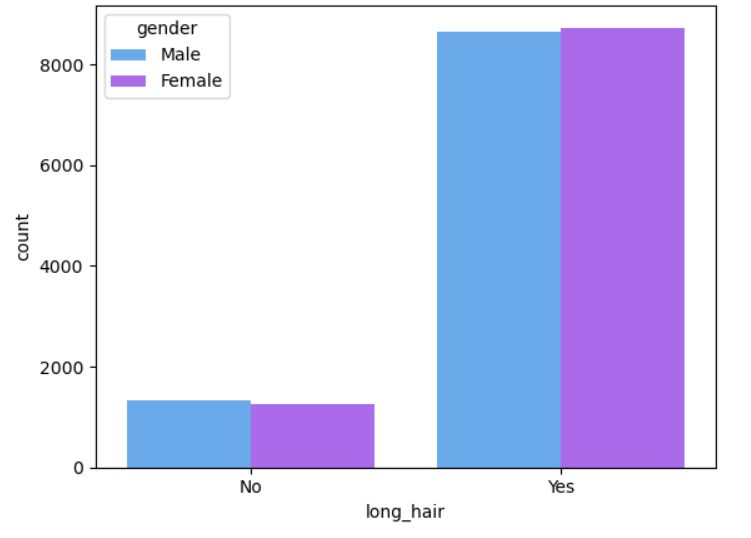 gender
Male
Female
8000
6000
4000
2000
0
count
No
Yes
long_hair